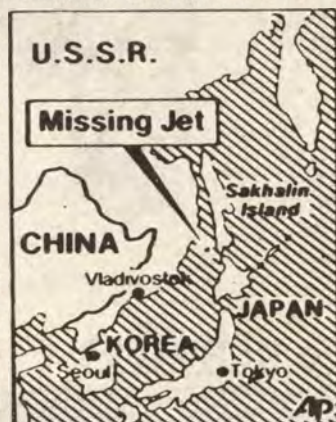 U.S.S.R.
Missing Jet
Sakhalin
Island
CHINA
Vladivostok
JAPAN
KOREA
Seoul
Tokyo
Ap